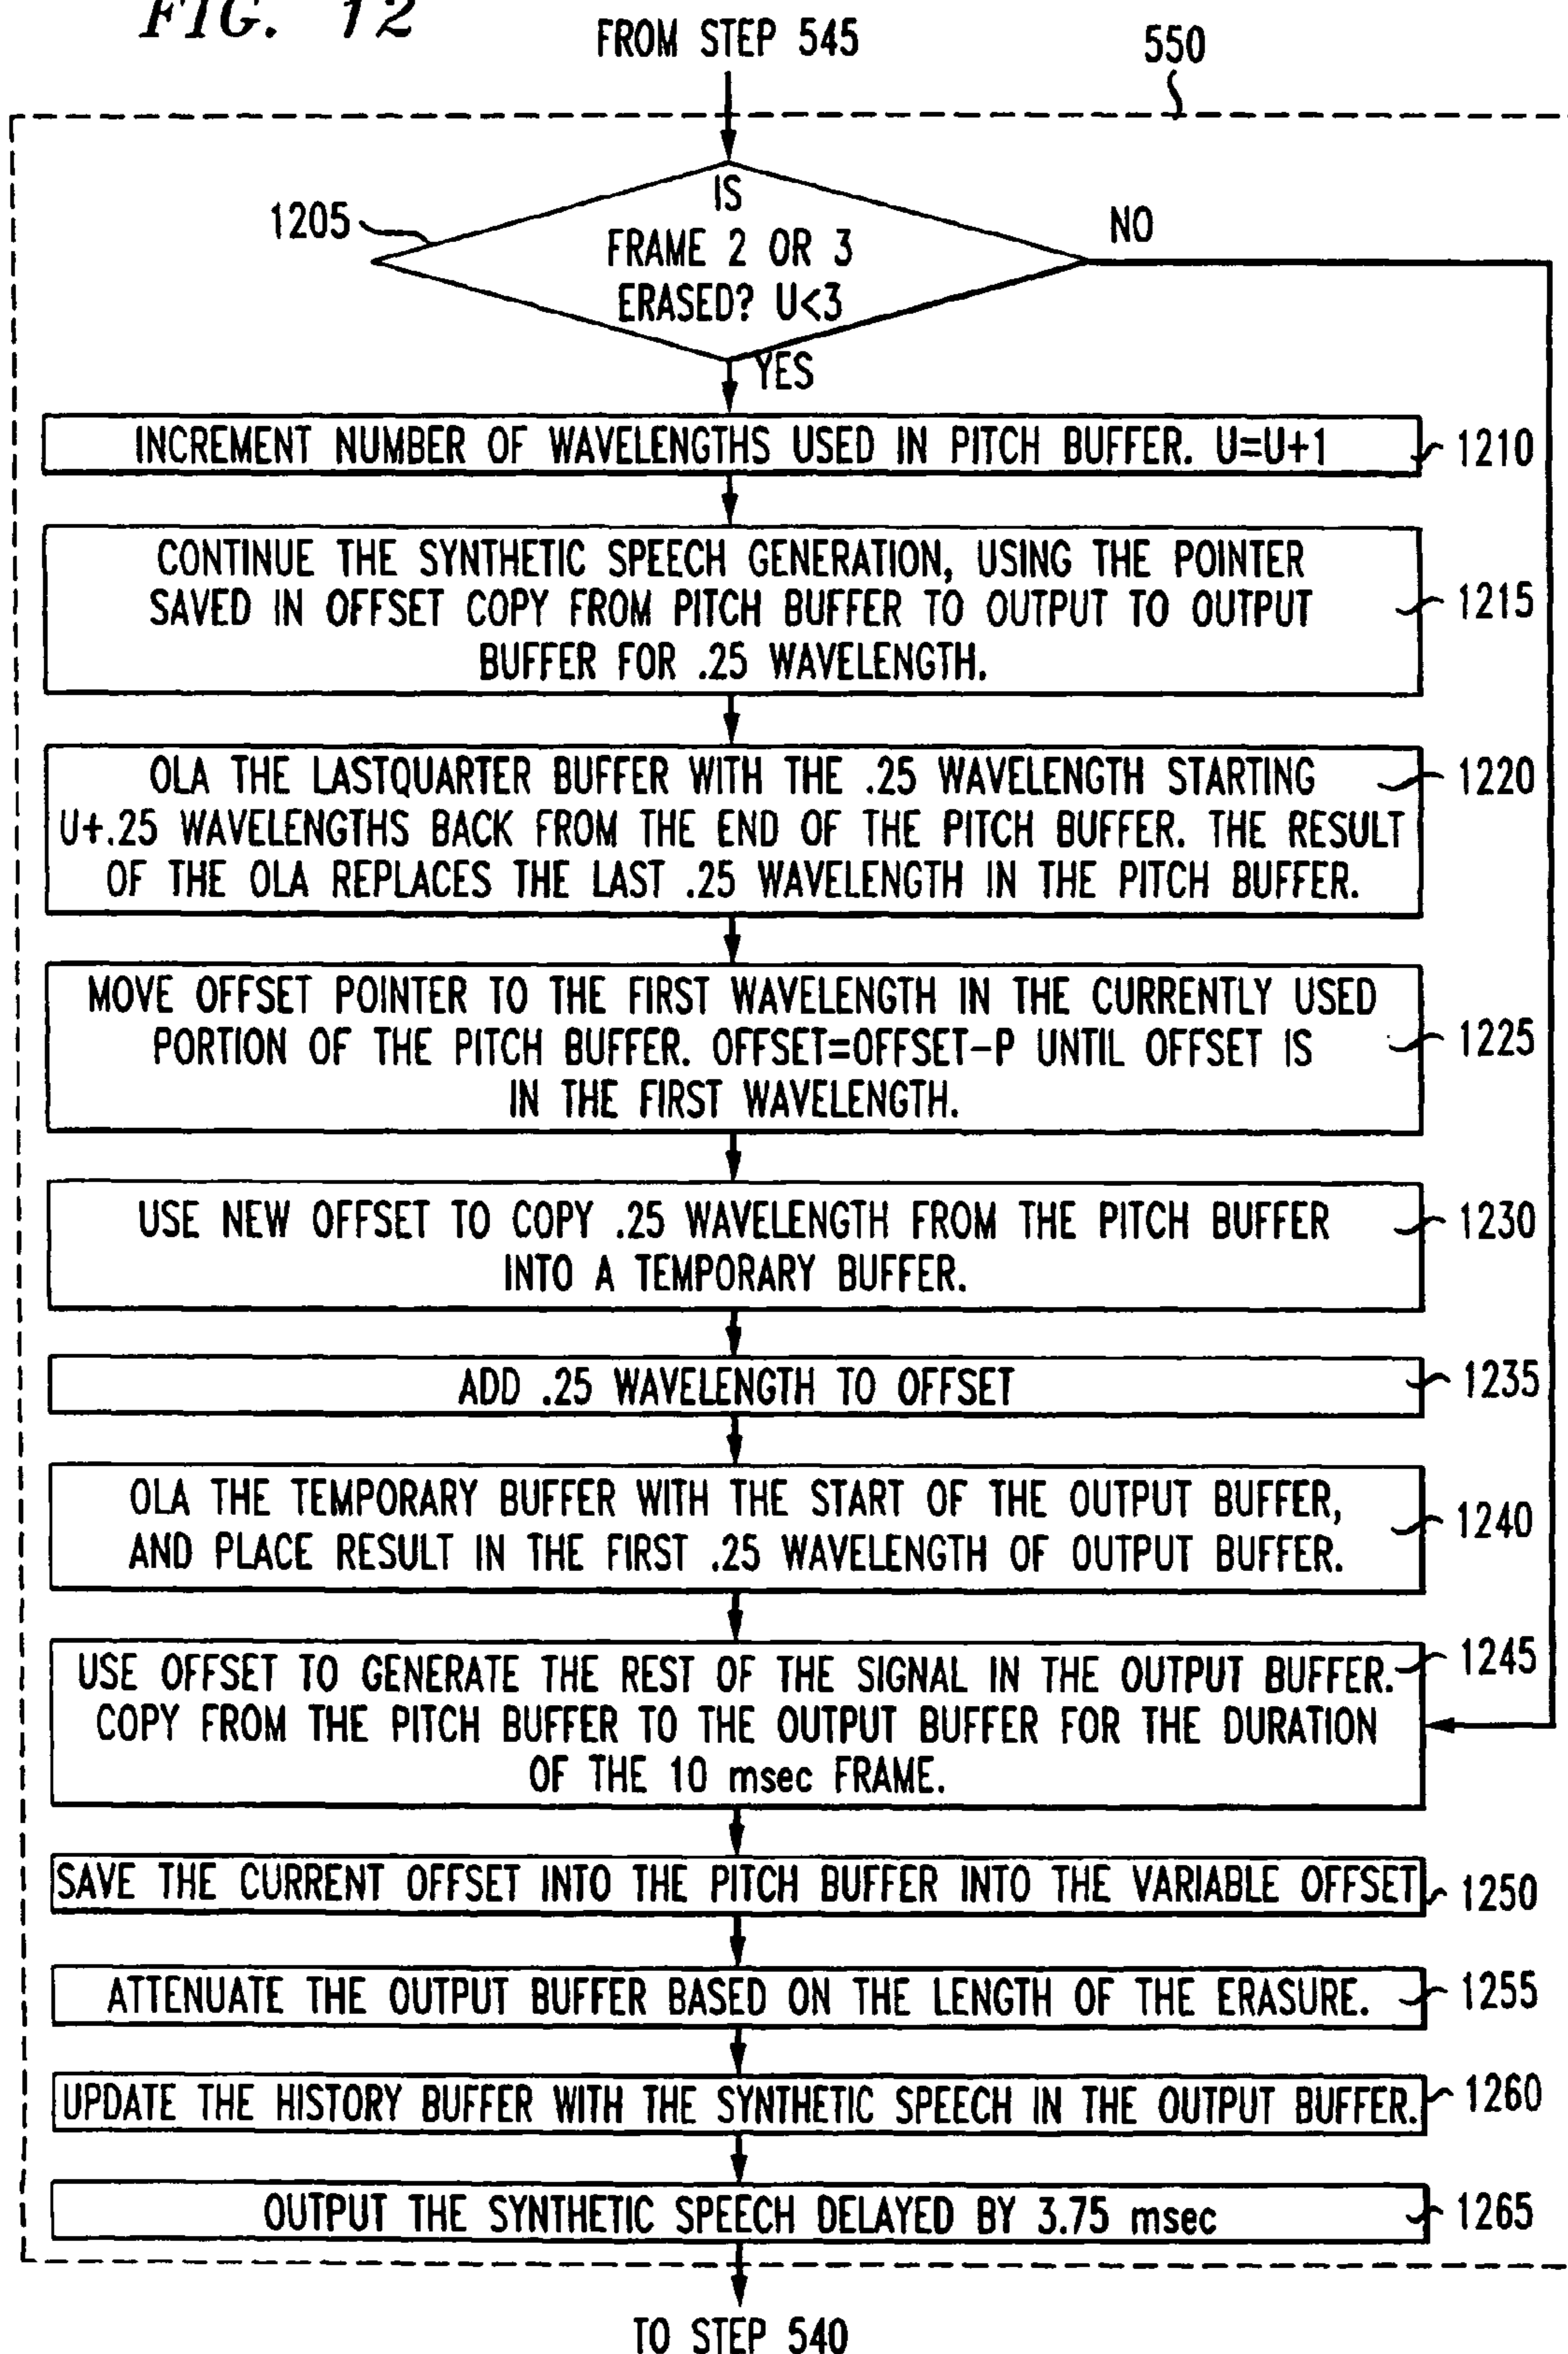 FIG. 12
FROM STEP 545
550
1205
IS
FRAME 2 OR 3
ERASED? U<3
NO
YES
INCREMENT NUMBER OF WAVELENGTHS USED IN PITCH BUFFER. U=U+1
1210
CONTINUE THE SYNTHETIC SPEECH GENERATION, USING THE POINTER
SAVED IN OFFSET COPY FROM PITCH BUFFER TO OUTPUT TO OUTPUT
BUFFER FOR .25 WAVELENGTH.
1215
OLA THE LASTQUARTER BUFFER WITH THE .25 WAVELENGTH STARTING
U+.25 WAVELENGTHS BACK FROM THE END OF THE PITCH BUFFER. THE RESULT
OF THE OLA REPLACES THE LAST .25 WAVELENGTH IN THE PITCH BUFFER.
1220
MOVE OFFSET POINTER TO THE FIRST WAVELENGTH IN THE CURRENTLY USED
PORTION OF THE PITCH BUFFER. OFFSET=OFFSET-P UNTIL OFFSET IS
IN THE FIRST WAVELENGTH.
1225
USE NEW OFFSET TO COPY .25 WAVELENGTH FROM THE PITCH BUFFER
INTO A TEMPORARY BUFFER.
1230
ADD .25 WAVELENGTH TO OFFSET
1235
OLA THE TEMPORARY BUFFER WITH THE START OF THE OUTPUT BUFFER,
AND PLACE RESULT IN THE FIRST .25 WAVELENGTH OF OUTPUT BUFFER.
1240
USE OFFSET TO GENERATE THE REST OF THE SIGNAL IN THE OUTPUT BUFFER.
COPY FROM THE PITCH BUFFER TO THE OUTPUT BUFFER FOR THE DURATION
OF THE 10 msec FRAME.
1245
SAVE THE CURRENT OFFSET INTO THE PITCH BUFFER INTO THE VARIABLE OFFSET
1250
ATTENUATE THE OUTPUT BUFFER BASED ON THE LENGTH OF THE ERASURE.
1255
UPDATE THE HISTORY BUFFER WITH THE SYNTHETIC SPEECH IN THE OUTPUT BUFFER.
1260
OUTPUT THE SYNTHETIC SPEECH DELAYED BY 3.75 msec
1265
TO STEP 540